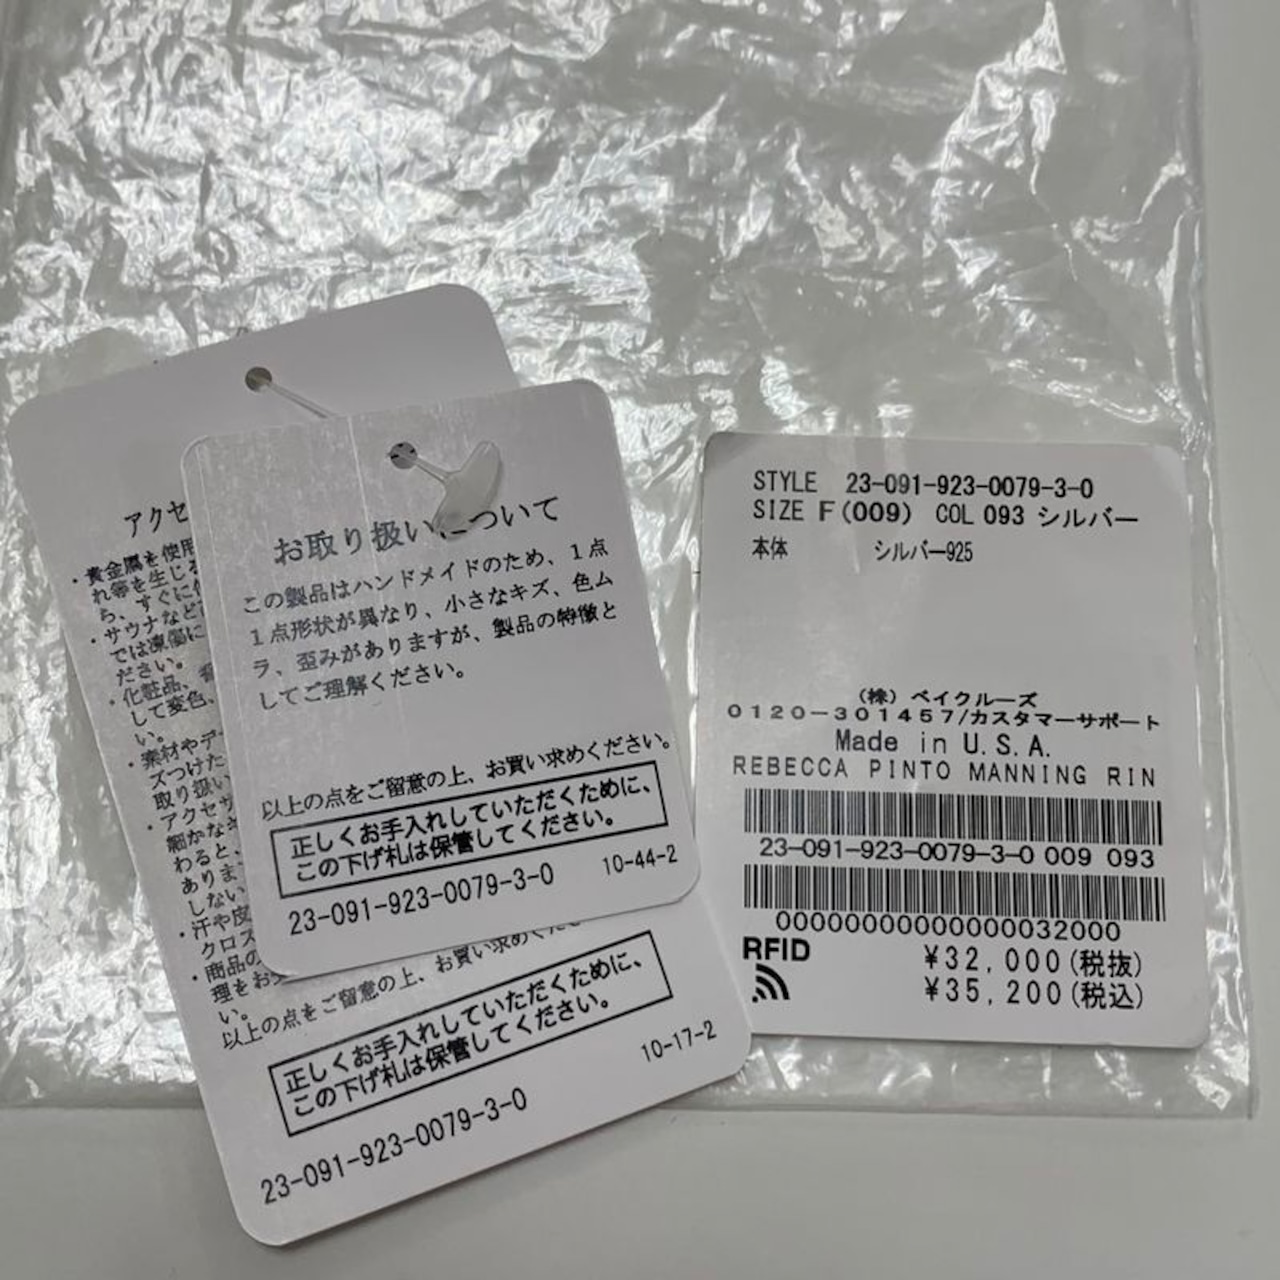 アクセ
・貴金属を使用
れ等を生じ
ら、すぐに
・サウナなど
では凍傷に
ださい。
・化粧品、
して変色、
い。
・素材やデ
ズつけた
取り扱い
・アクセサ
細かな
わると、
ありま
しない
・汗や皮
クロス
・商品の
理をお
い。
以上の点をご留意の上、お買い求めくださ
正しくお手入れしていただくために、
この下げ札は保管してください。
10-17-2
23-091-923-0079-3-0
お取り扱いについて
この製品はハンドメイドのため、1点
1点形状が異なり、小さなキズ、色ム
ラ、歪みがありますが、製品の特徴と
してご理解ください。
以上の点をご留意の上、お買い求めください。
正しくお手入れしていただくために、
この下げ札は保管してください。
23-091-923-0079-3-0 10-44-2
STYLE 23-091-923-0079-3-0
SIZE F(009) COL 093 シルバー
本体 シルバー925
(株)ベイクルーズ
0120-301457/カスタマーサポート
Made in U.S.A.
REBECCA PINTO MANNING RIN
23-091-923-0079-3-0 009 093
00000000000000032000
RFID
¥32,000(税抜)
¥35,200(税込)